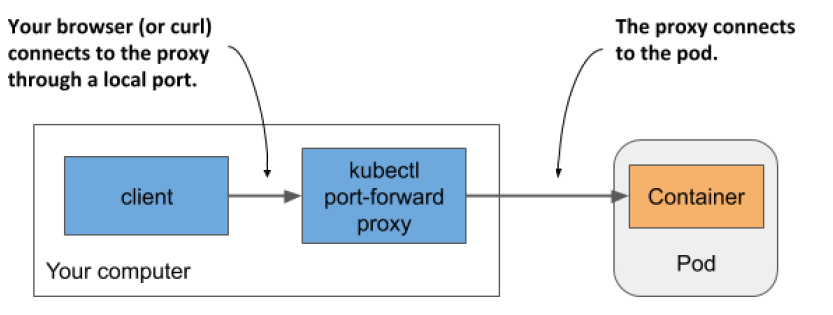 Your browser (or curl)
connects to the proxy
through a local port.
The proxy connects
to the pod.
client
kubectl
port-forward
proxy
Your computer
Container
Pod